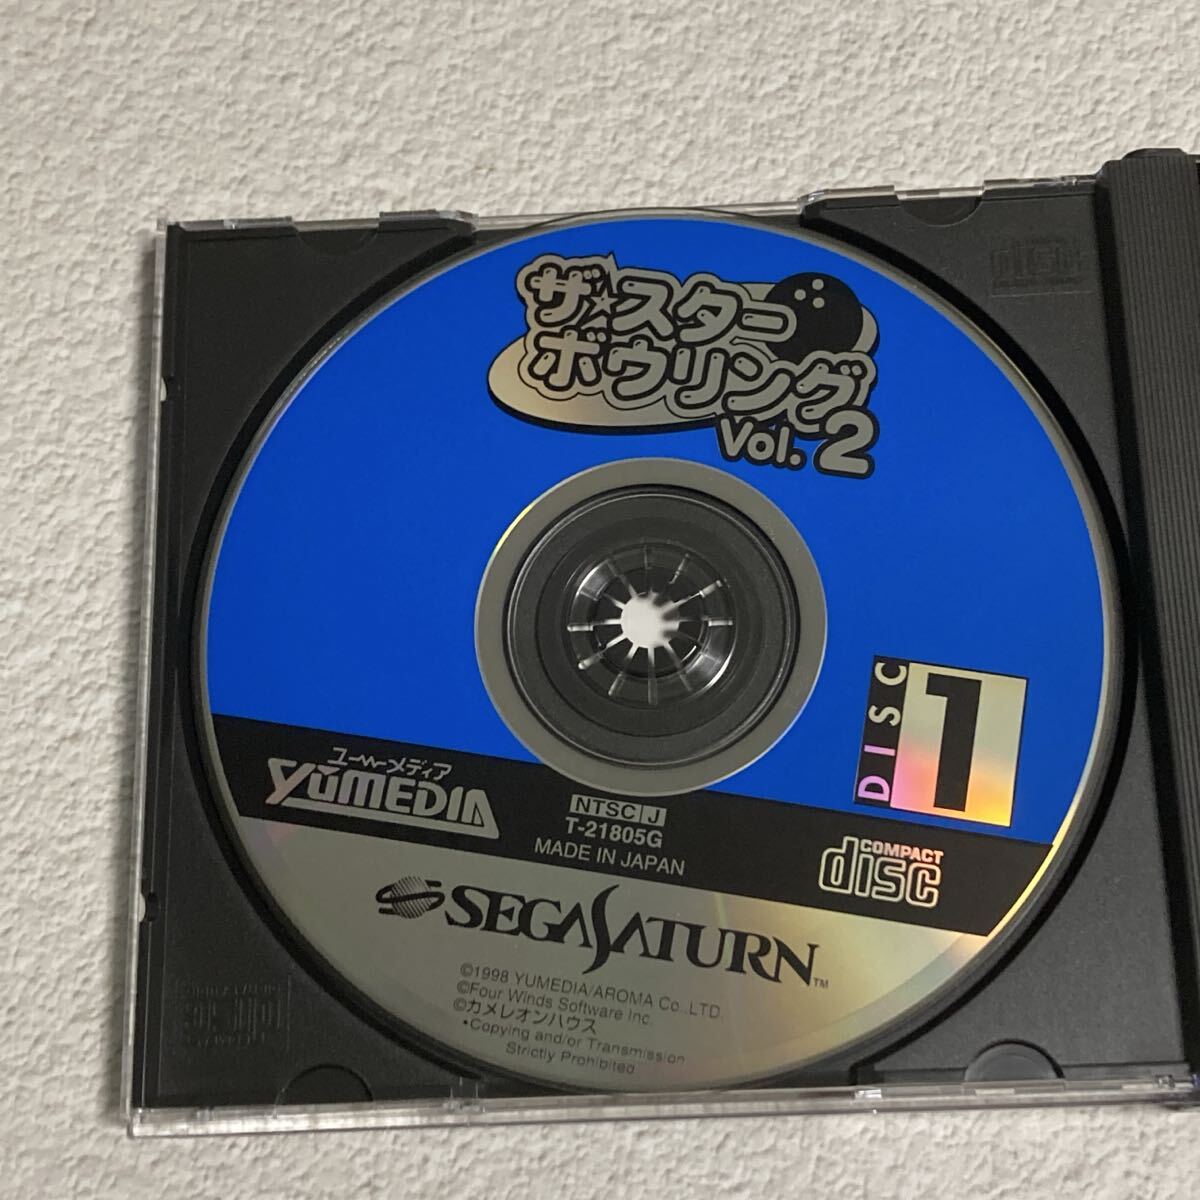 ザ☆スター
ボウリング
Vol. 2
DISC
1
ユーメディア
YUMEDIA
NTSC J
T-21805G
MADE IN JAPAN
COMPACT
disc
SEGA SATURN™
©1998 YUMEDIA/AROMA Co.,LTD.
©Four Winds Software Inc.
©カメレオンハウス
•Copying and/or Transmission
Strictly Prohibited
disc